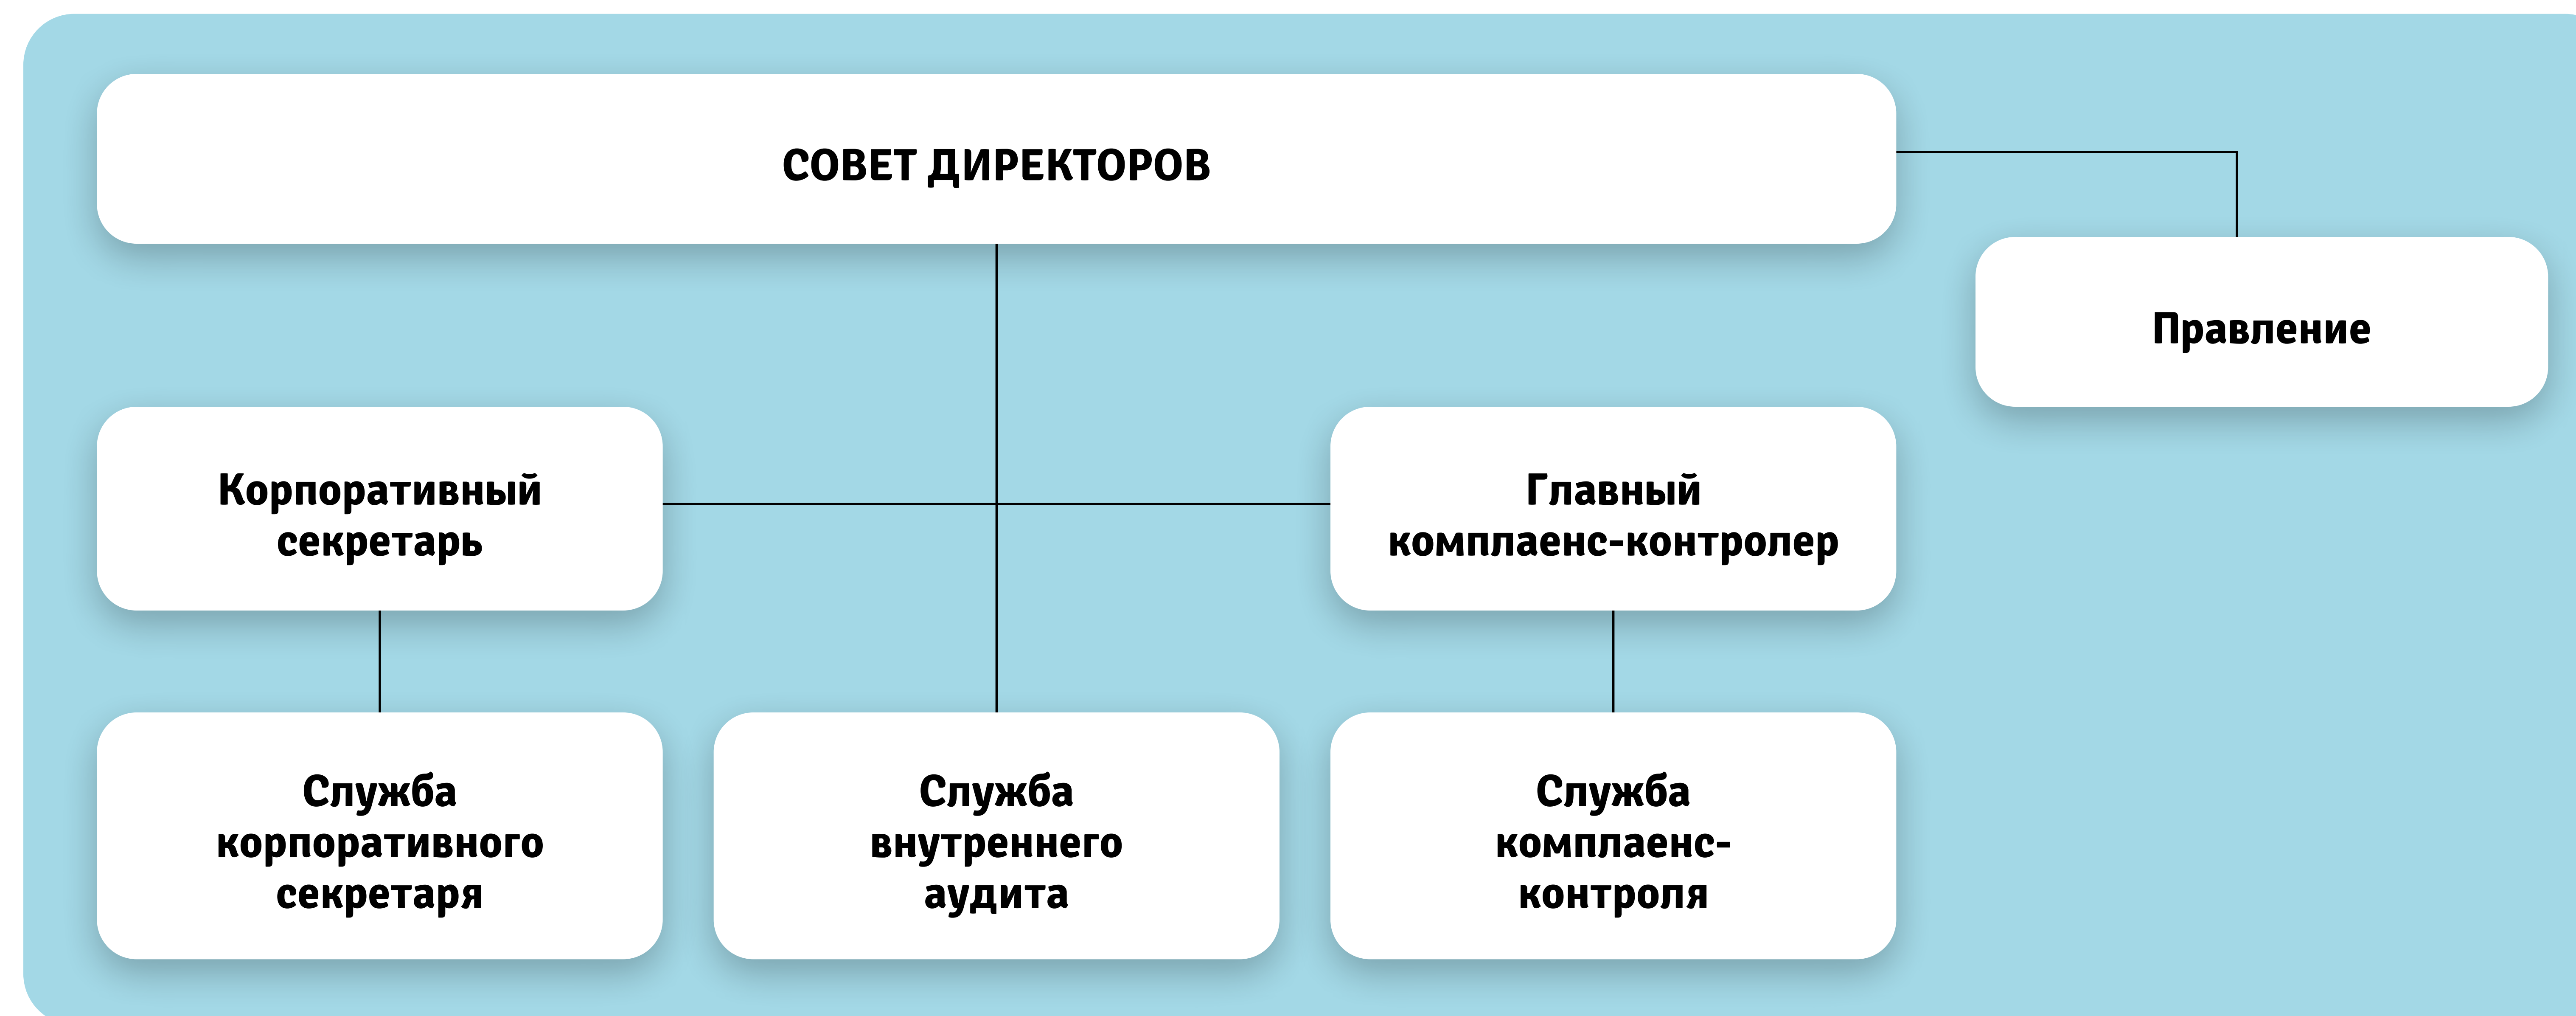 СОВЕТ ДИРЕКТОРОВ
Правление
Корпоративный
секретарь
Главный
комплаенс-контролер
Служба
корпоративного
секретаря
Служба
внутреннего
аудита
Служба
комплаенс-
контроля